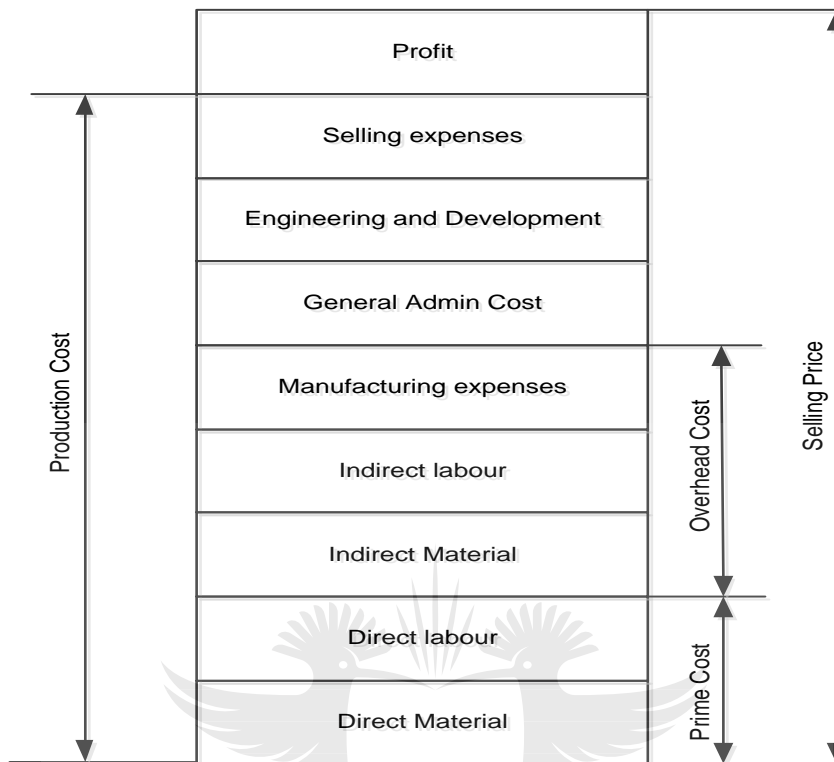 Profit
Selling expenses
Engineering and Development
General Admin Cost
Manufacturing expenses
Indirect labour
Indirect Material
Direct labour
Direct Material
Production Cost
Overhead Cost
Prime Cost
Selling Price